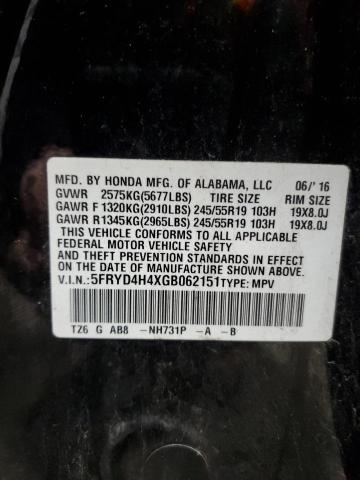 MFD. BY HONDA MFG. OF ALABAMA, LLC 06/'16
GVWR 2575KG(5677LBS) TIRE SIZE RIM SIZE
GAWR F 1320KG(2910LBS) 245/55R19 103H 19X8.0J
GAWR R1345KG(2965LBS) 245/55R19 103H 19X8.0J
THIS VEHICLE CONFORMS TO ALL APPLICABLE
FEDERAL MOTOR VEHICLE SAFETY AND
THEFT PREVENTION STANDARDS IN EFFECT
ON THE DATE OF MANUFACTURE SHOWN ABOVE.
V.I.N.:5FRYD4H4XGB062151TYPE: MPV
TZ6 G AB8 -NH731P -A -B